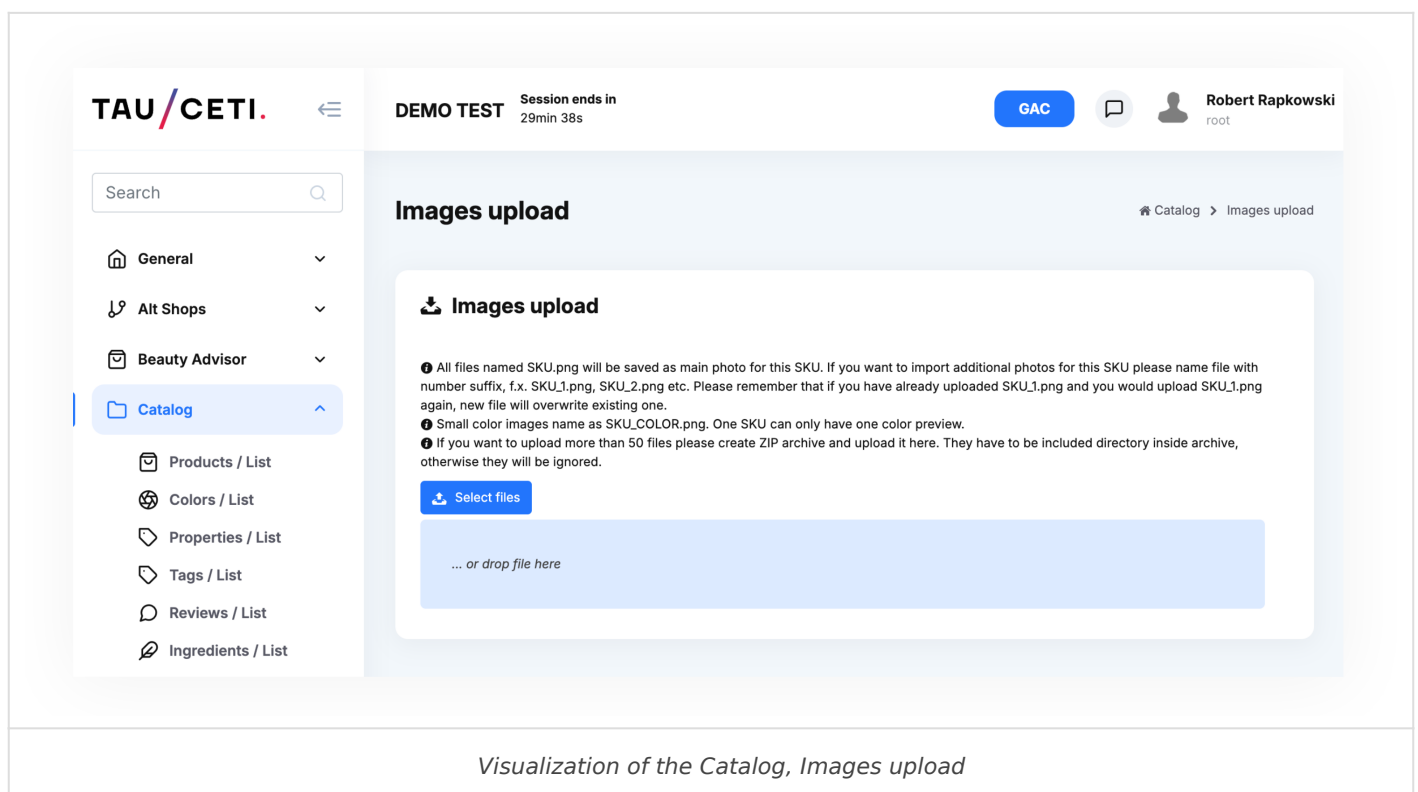 TAU/CETI.
DEMO TEST
Session ends in
29min 38s
GAC
Robert Rapkowski
root
Search
General
Alt Shops
Beauty Advisor
Catalog
Products / List
Colors / List
Properties / List
Tags / List
Reviews / List
Ingredients / List
Images upload
Catalog > Images upload
Images upload
All files named SKU.png will be saved as main photo for this SKU. If you want to import additional photos for this SKU please name file with
number suffix, f.x. SKU_1.png, SKU_2.png etc. Please remember that if you have already uploaded SKU_1.png and you would upload SKU_1.png
again, new file will overwrite existing one.
Small color images name as SKU_COLOR.png. One SKU can only have one color preview.
If you want to upload more than 50 files please create ZIP archive and upload it here. They have to be included directory inside archive,
otherwise they will be ignored.
Select files
... or drop file here
Visualization of the Catalog, Images upload